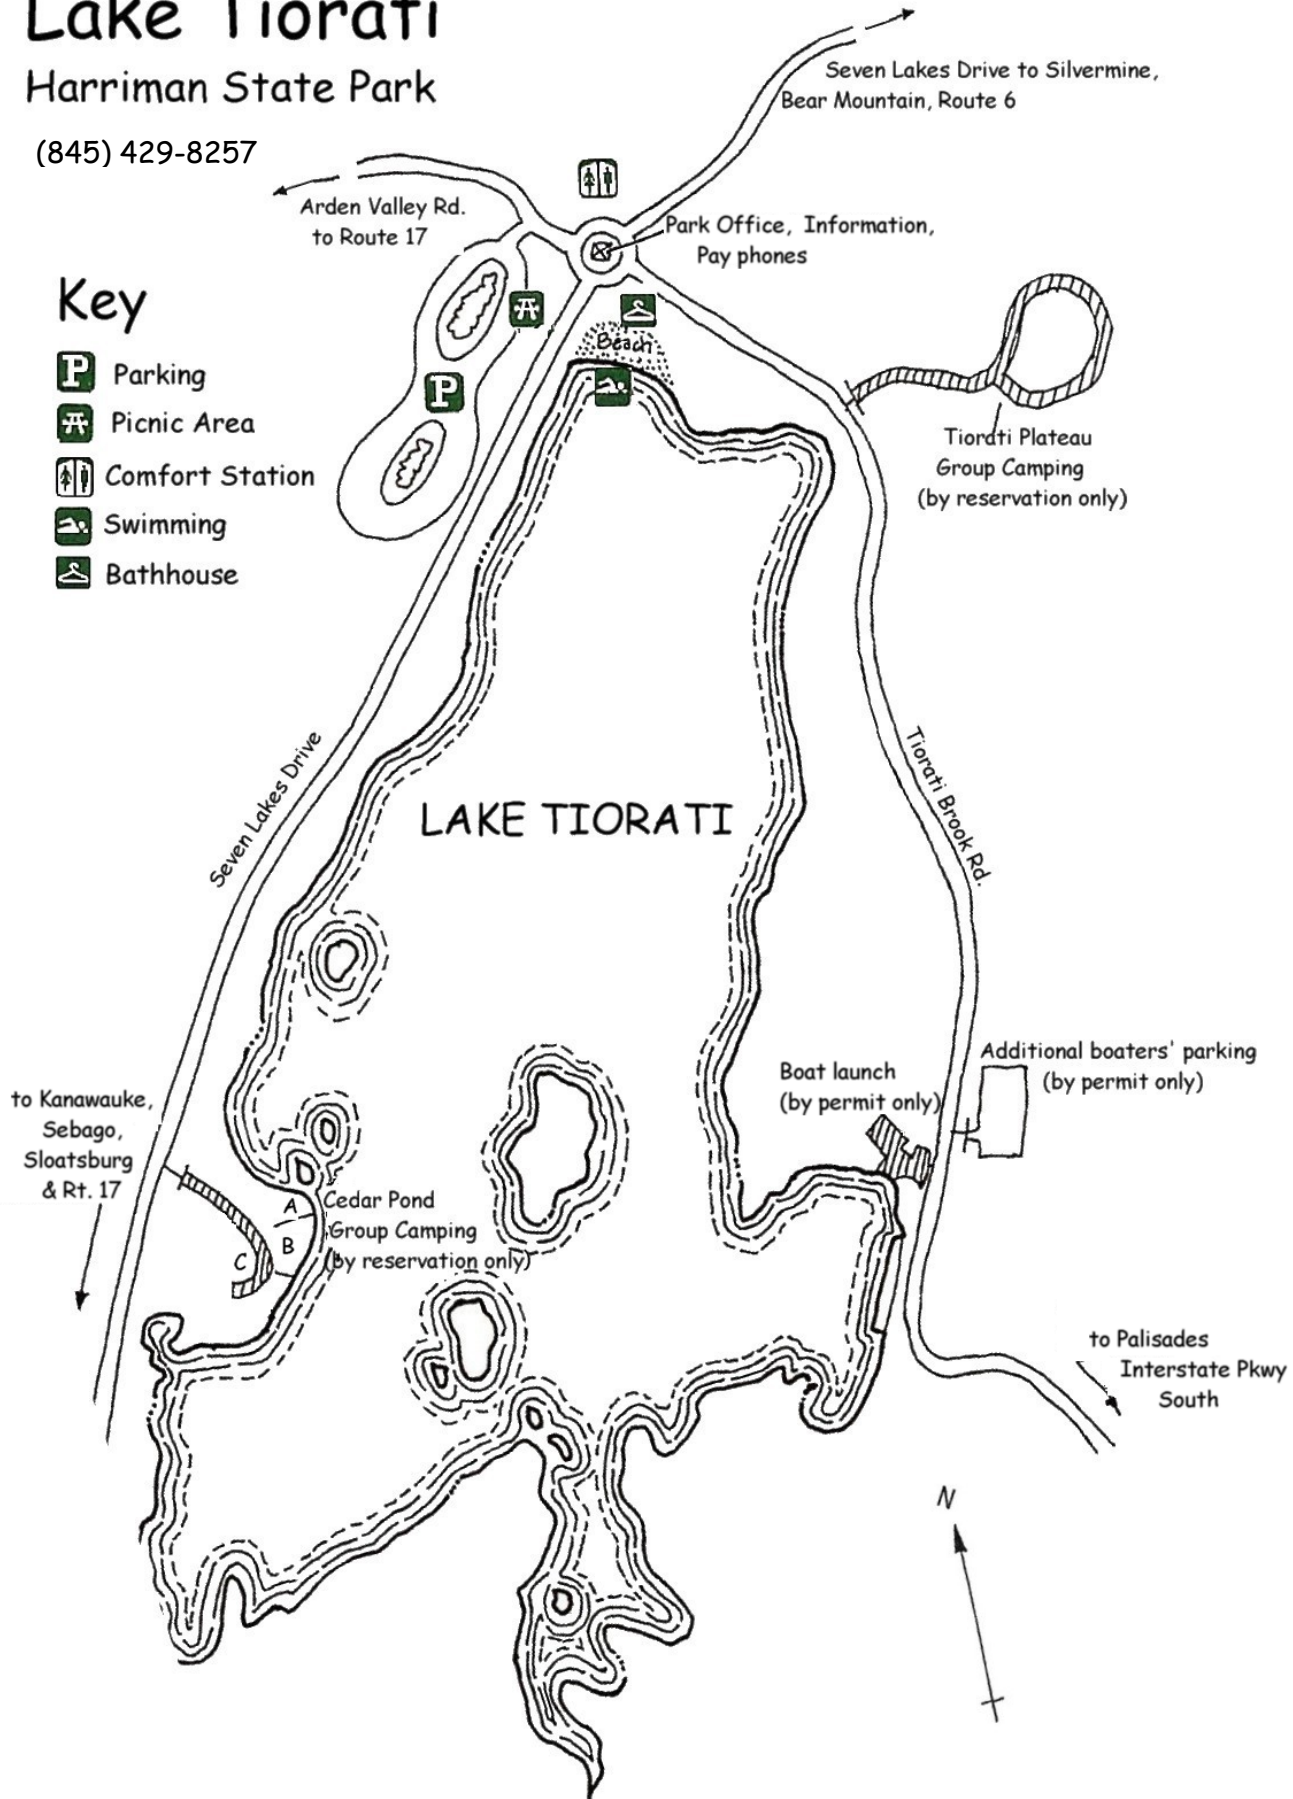 Lake Tiorati
Harriman State Park
(845) 429-8257
Seven Lakes Drive to Silvermine,
Bear Mountain, Route 6
Arden Valley Rd.
to Route 17
Park Office, Information,
Pay phones
Key
P Parking
Picnic Area
Comfort Station
Swimming
Bathhouse
P
Beach
Tiorati Plateau
Group Camping
(by reservation only)
Seven Lakes Drive
LAKE TIORATI
Tiorati Brook Rd.
Additional boaters' parking
(by permit only)
Boat launch
(by permit only)
to Kanawauke,
Sebago,
Sloatsburg
& Rt. 17
A
B
C
Cedar Pond
Group Camping
(by reservation only)
to Palisades
Interstate Pkwy
South
N